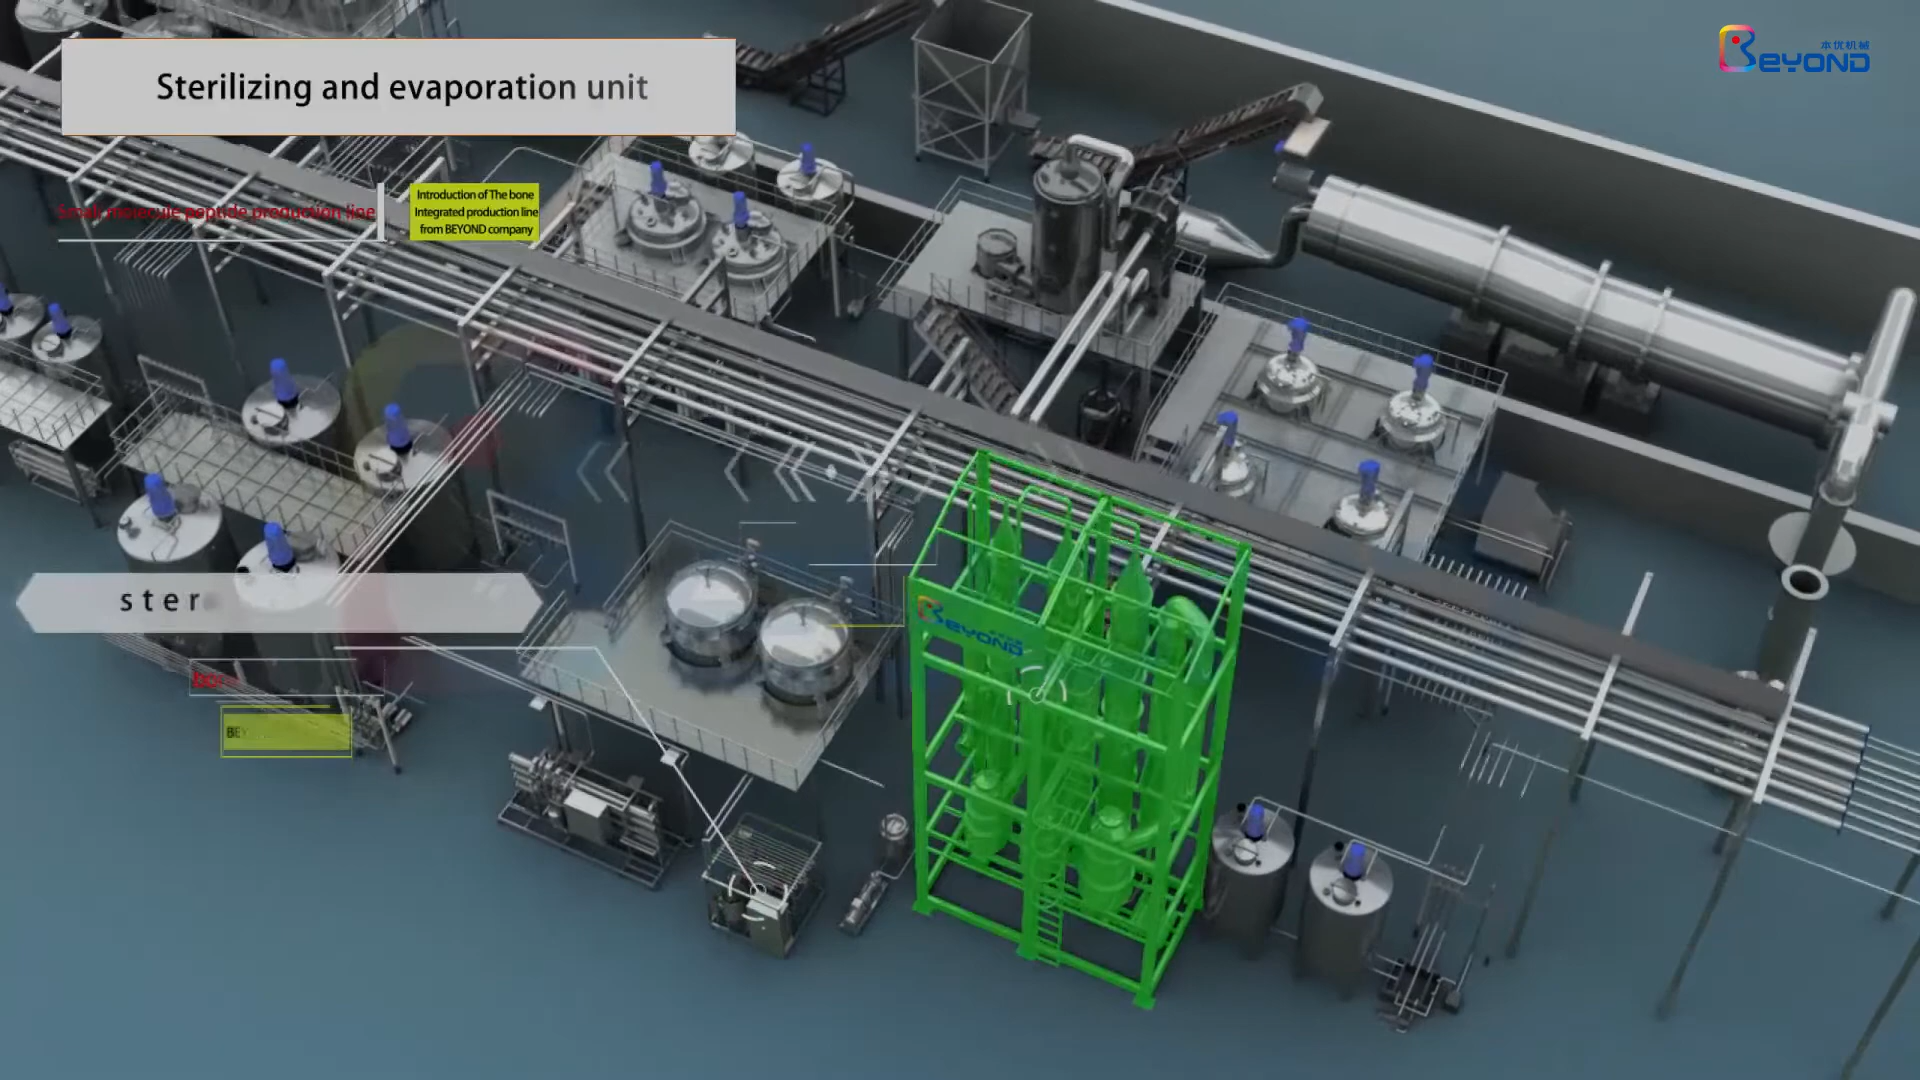 Sterilizing and evaporation unit
本优机械
BEYOND
Small molecule peptide production line
Introduction of The bone
Integrated production line
from BEYOND company
ster
BEYOND